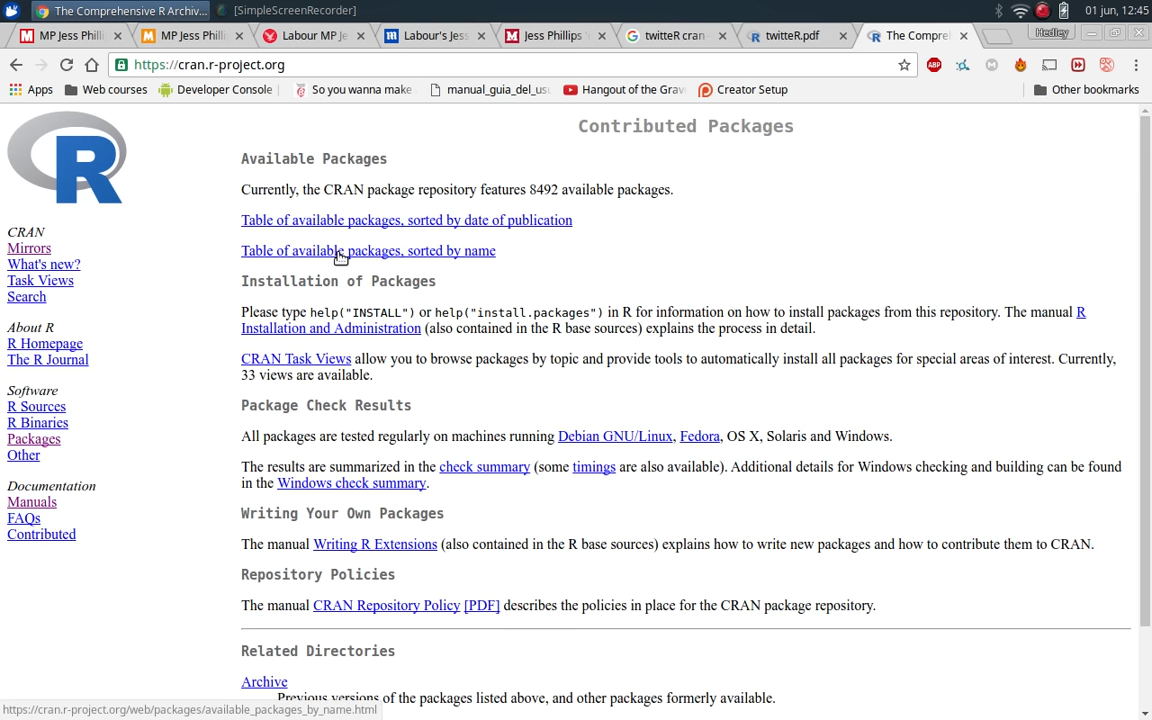 The Comprehensive R Archiv... [SimpleScreenRecorder] 01 jun, 12:45
MP Jess Philli MP Jess Philli Labour MP Je Labour's Jess Jess Phillips twitteR cran twitteR.pdf The Compre Hedley
https://cran.r-project.org ABP
Apps Web courses Developer Console So you wanna make manual_guia_del_us Hangout of the Grav Creator Setup Other bookmarks
R
CRAN
Mirrors
What's new?
Task Views
Search
About R
R Homepage
The R Journal
Software
R Sources
R Binaries
Packages
Other
Documentation
Manuals
FAQs
Contributed
Contributed Packages
Available Packages
Currently, the CRAN package repository features 8492 available packages.
Table of available packages, sorted by date of publication
Table of available packages, sorted by name
Installation of Packages
Please type help("INSTALL") or help("install.packages") in R for information on how to install packages from this repository. The manual R
Installation and Administration (also contained in the R base sources) explains the process in detail.
CRAN Task Views allow you to browse packages by topic and provide tools to automatically install all packages for special areas of interest. Currently,
33 views are available.
Package Check Results
All packages are tested regularly on machines running Debian GNU/Linux, Fedora, OS X, Solaris and Windows.
The results are summarized in the check summary (some timings are also available). Additional details for Windows checking and building can be found
in the Windows check summary.
Writing Your Own Packages
The manual Writing R Extensions (also contained in the R base sources) explains how to write new packages and how to contribute them to CRAN.
Repository Policies
The manual CRAN Repository Policy [PDF] describes the policies in place for the CRAN package repository.
Related Directories
Archive
Previous versions of the packages listed above, and other packages formerly available.
https://cran.r-project.org/web/packages/available_packages_by_name.html